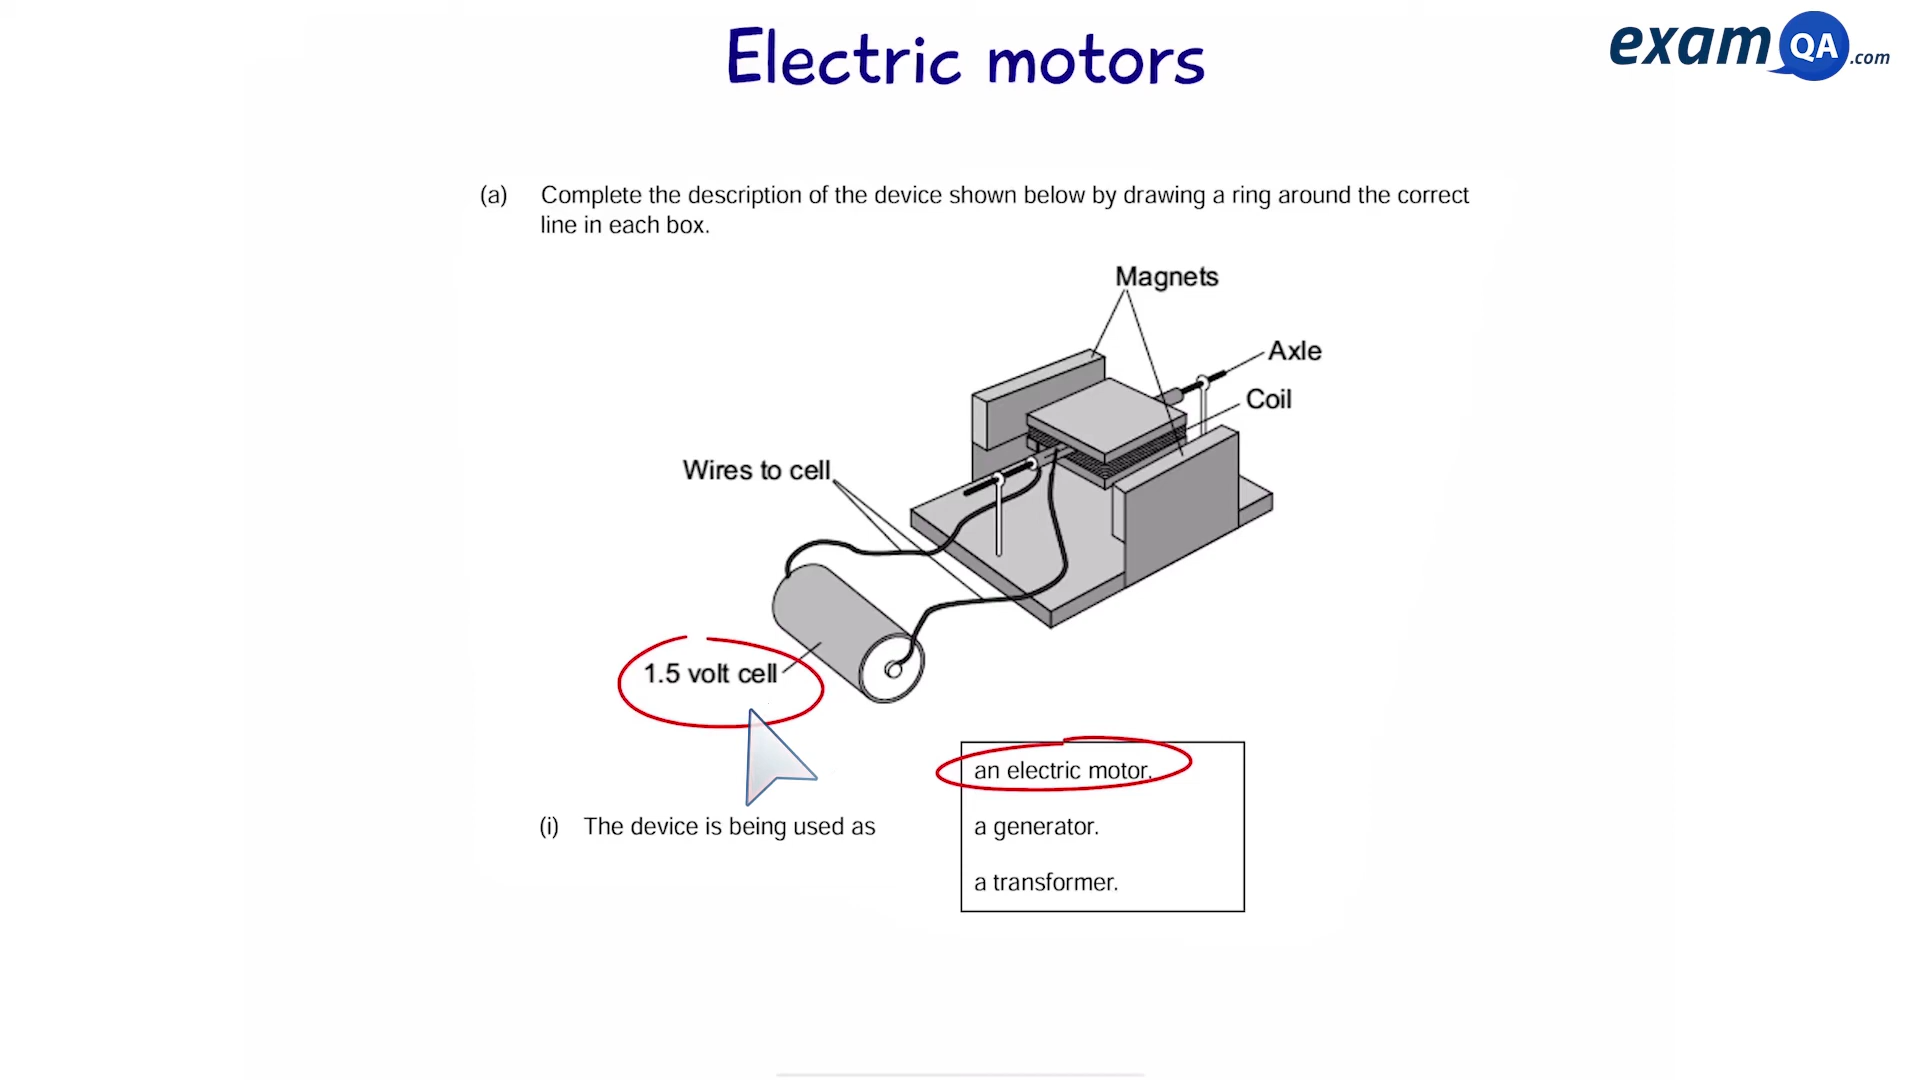 Electric motors
exam QA .com
(a) Complete the description of the device shown below by drawing a ring around the correct
line in each box.
Magnets
Axle
Coil
Wires to cell
1.5 volt cell
an electric motor.
(i) The device is being used as
a generator.
a transformer.